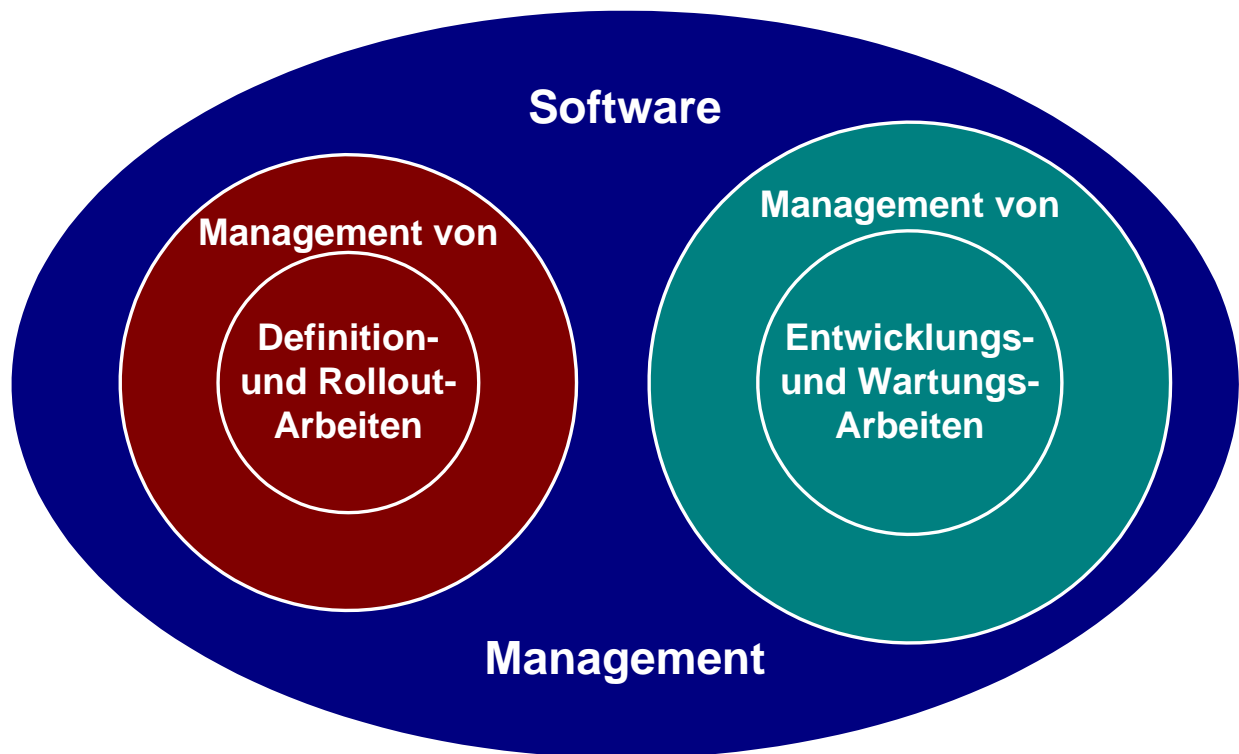 Software
Management von
Definition-
und Rollout-
Arbeiten
Management von
Entwicklungs-
und Wartungs-
Arbeiten
Management